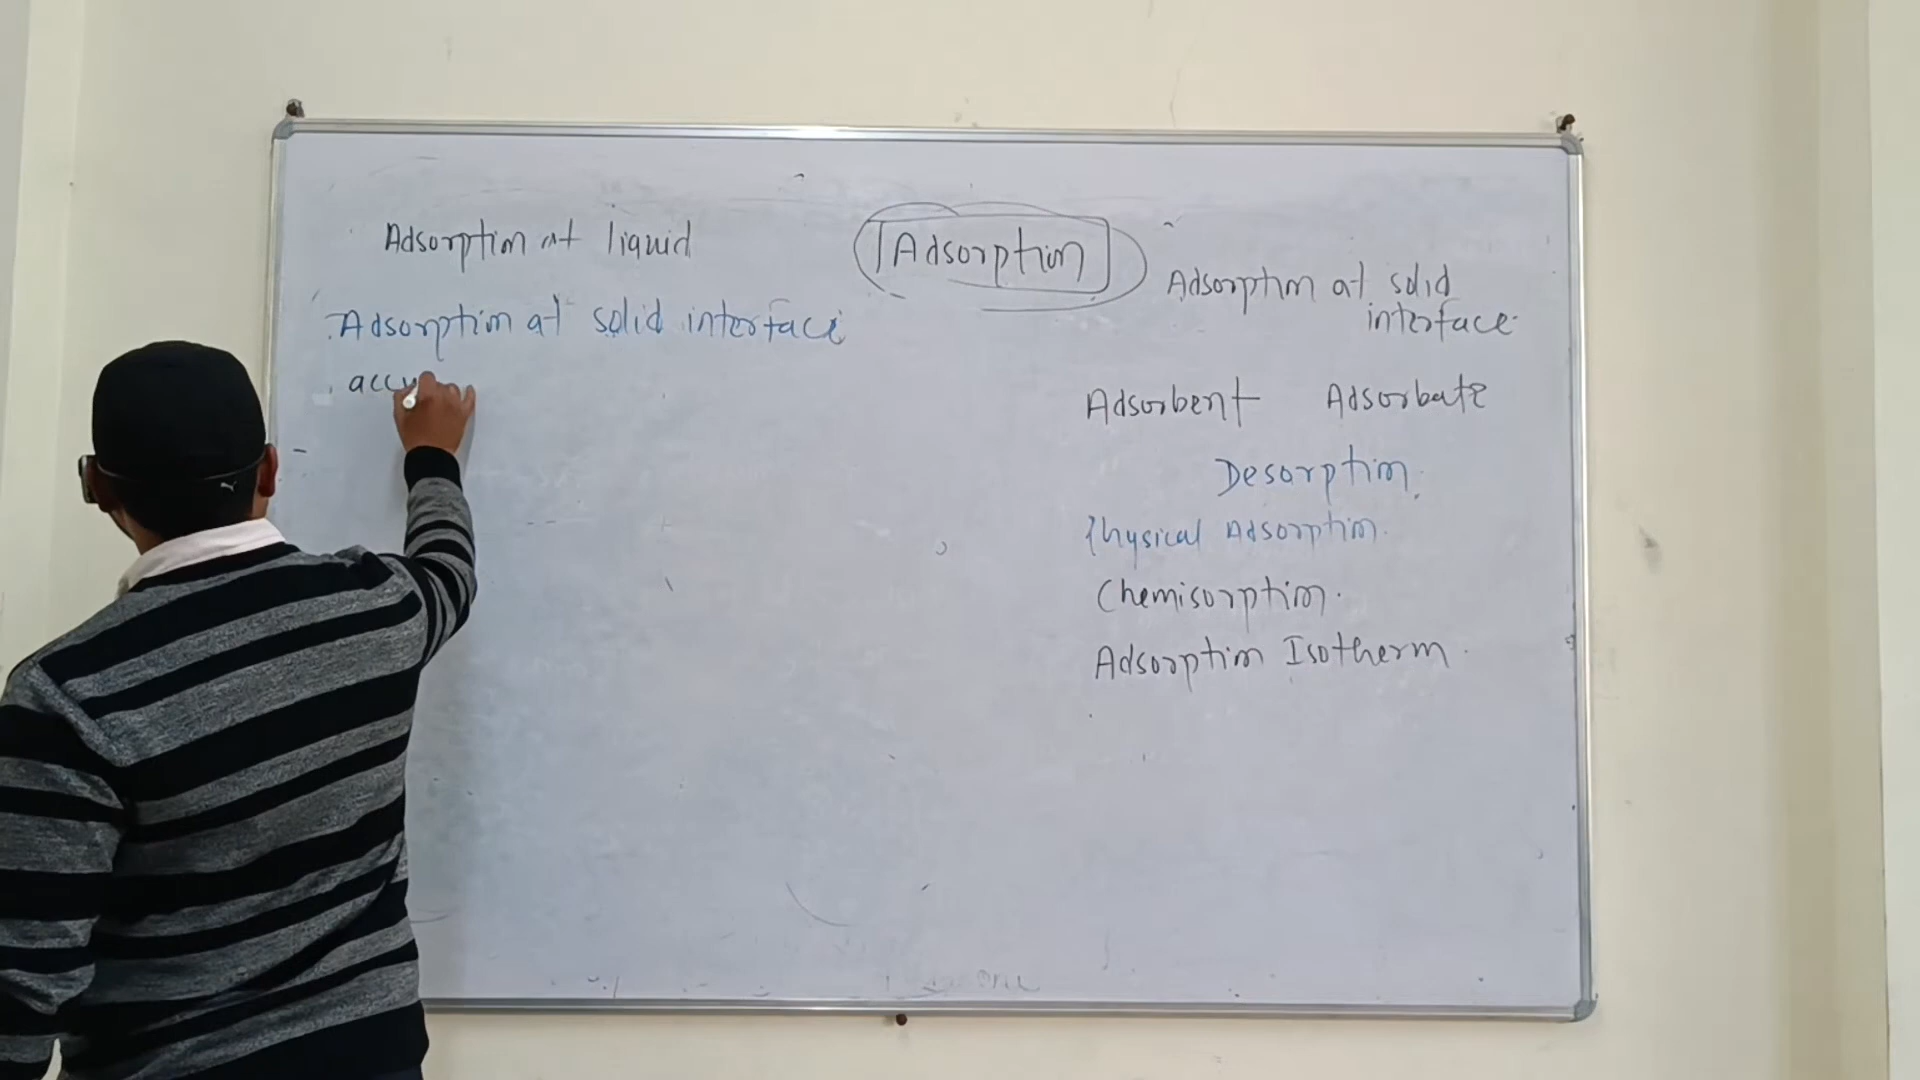 Adsorption at liquid
Adsorption
Adsorption at solid interface
Adsorption at solid
interface
Adsorbent Adsorbate
Desorption
Physical Adsorption.
Chemisorption.
Adsorption Isotherm.